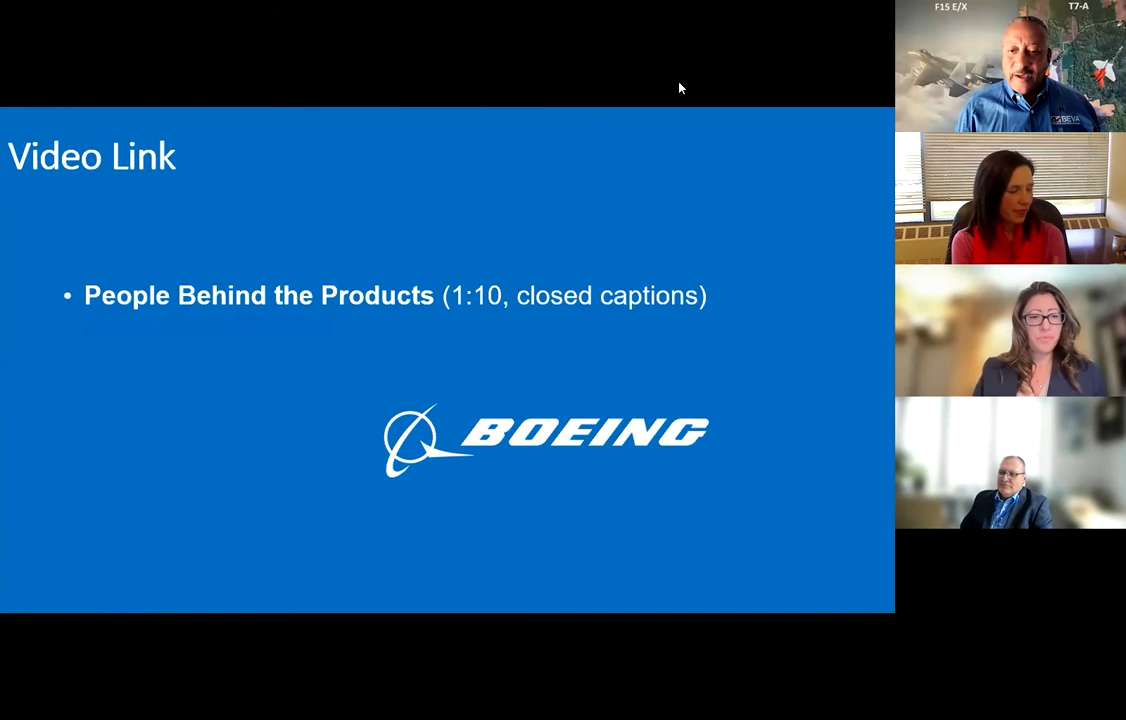 F15 E/X
T7-A
BEVA
Video Link
• People Behind the Products (1:10, closed captions)
BOEING